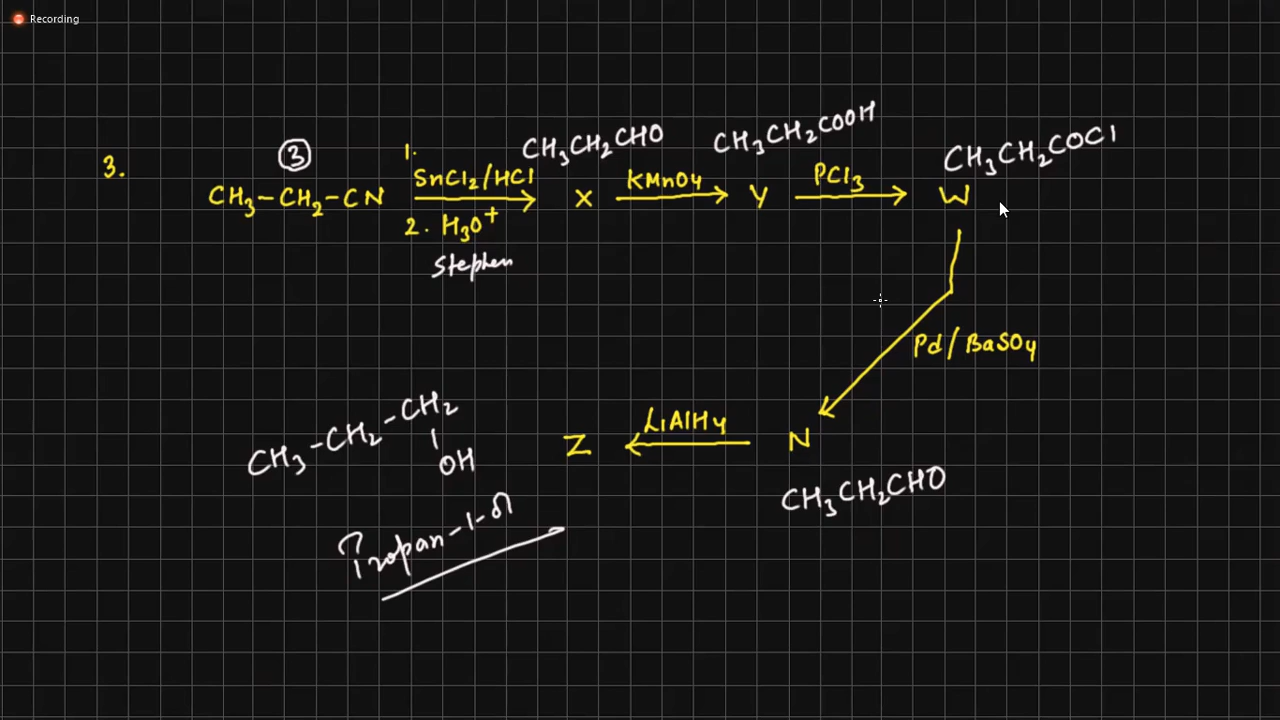 Recording
3.
③
CH₃-CH₂-CN
1.
SnCl₂/HCl
2. H₃O⁺
Stephen
CH₃CH₂CHO
X
KMnO₄
CH₃CH₂COOH
Y
PCl₃
CH₃CH₂COCl
W
Pd/BaSO₄
N
CH₃CH₂CHO
LiAlH₄
Z
CH₃-CH₂-CH₂
OH
Propan-1-ol